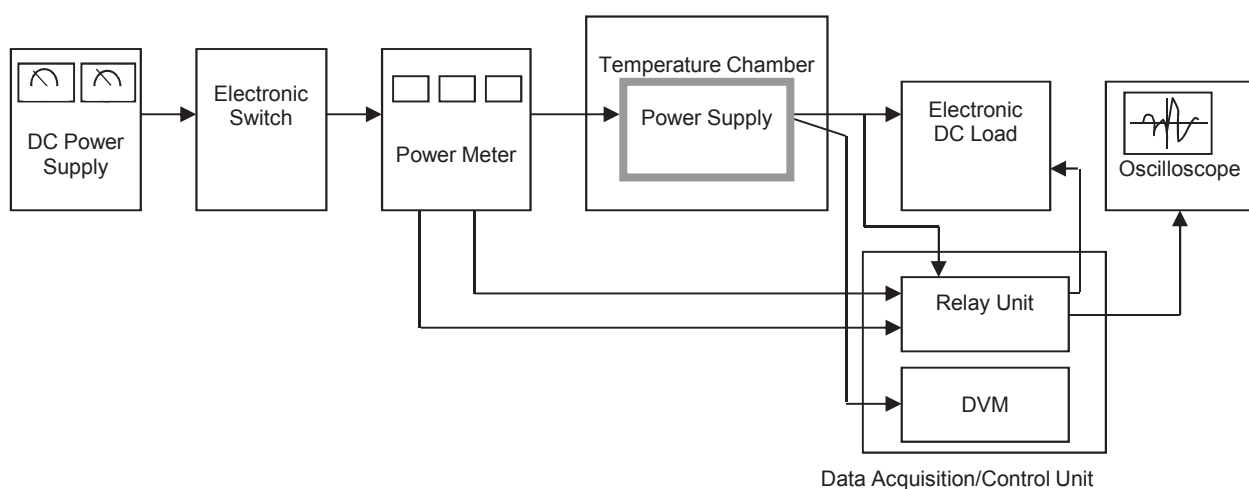 DC Power
Supply
Electronic
Switch
Power Meter
Temperature Chamber
Power Supply
Electronic
DC Load
Oscilloscope
Relay Unit
DVM
Data Acquisition/Control Unit